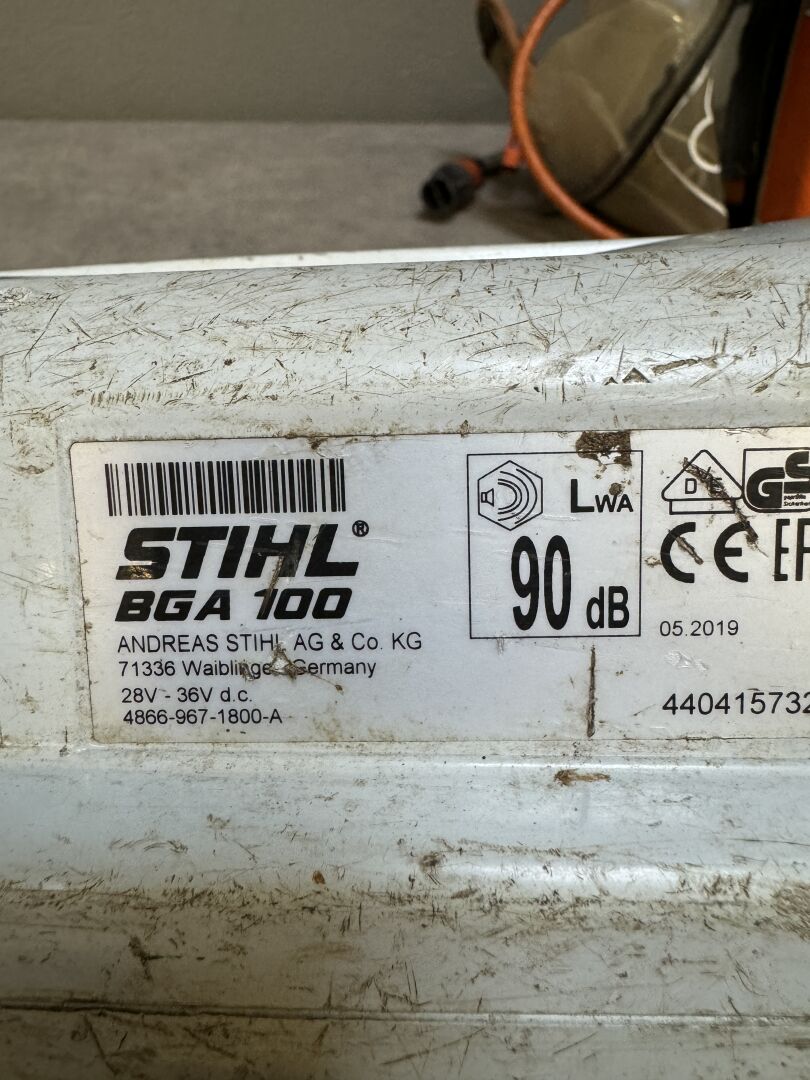 STIHL®
BGA 100
ANDREAS STIHL AG & Co. KG
71336 Waiblingen Germany
28V - 36V d.c.
4866-967-1800-A
LWA
90 dB
D/E
GS
CE
05.2019
440415732